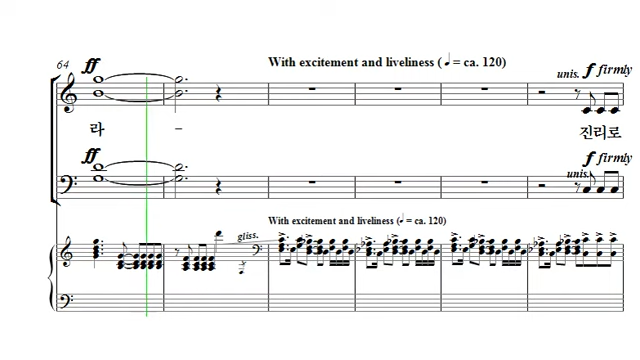 64
ff
With excitement and liveliness (♩ = ca. 120)
unis. f firmly
라 -
진리로
ff
f firmly
unis.
With excitement and liveliness (♩ = ca. 120)
gliss.